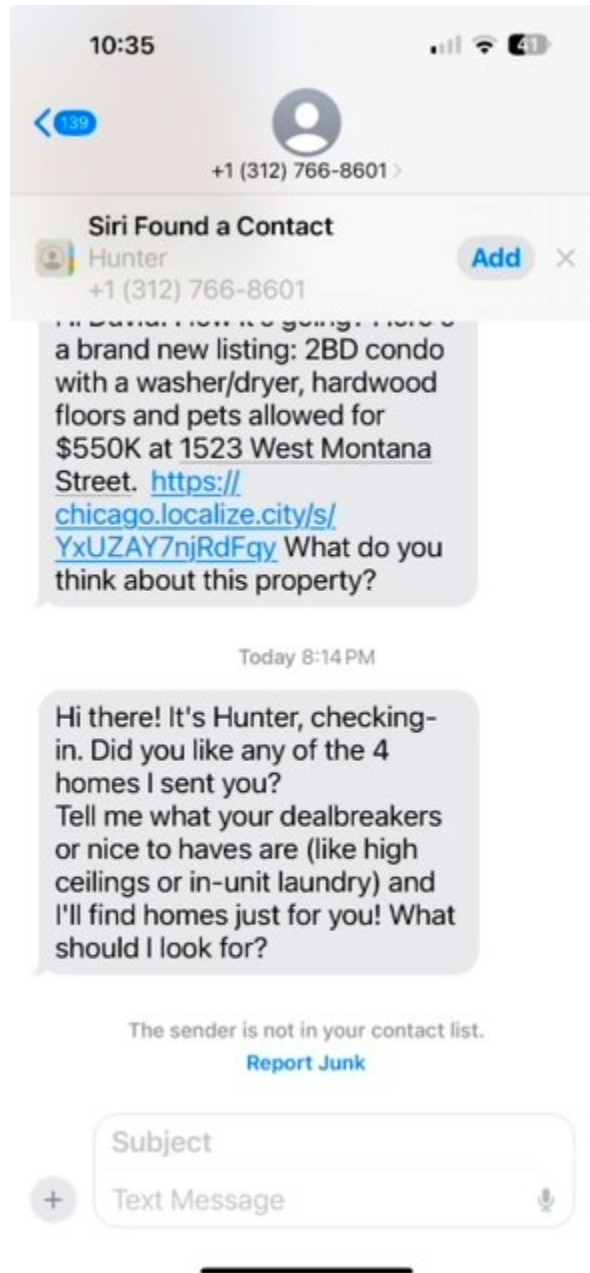 10:35
41
139
+1 (312) 766-8601 >
Siri Found a Contact
Hunter
Add
+1 (312) 766-8601
a brand new listing: 2BD condo
with a washer/dryer, hardwood
floors and pets allowed for
$550K at 1523 West Montana
Street. https://
chicago.localize.city/s/
YxUZAY7njRdFqy What do you
think about this property?
Today 8:14 PM
Hi there! It's Hunter, checking-
in. Did you like any of the 4
homes I sent you?
Tell me what your dealbreakers
or nice to haves are (like high
ceilings or in-unit laundry) and
I'll find homes just for you! What
should I look for?
The sender is not in your contact list.
Report Junk
Subject
Text Message